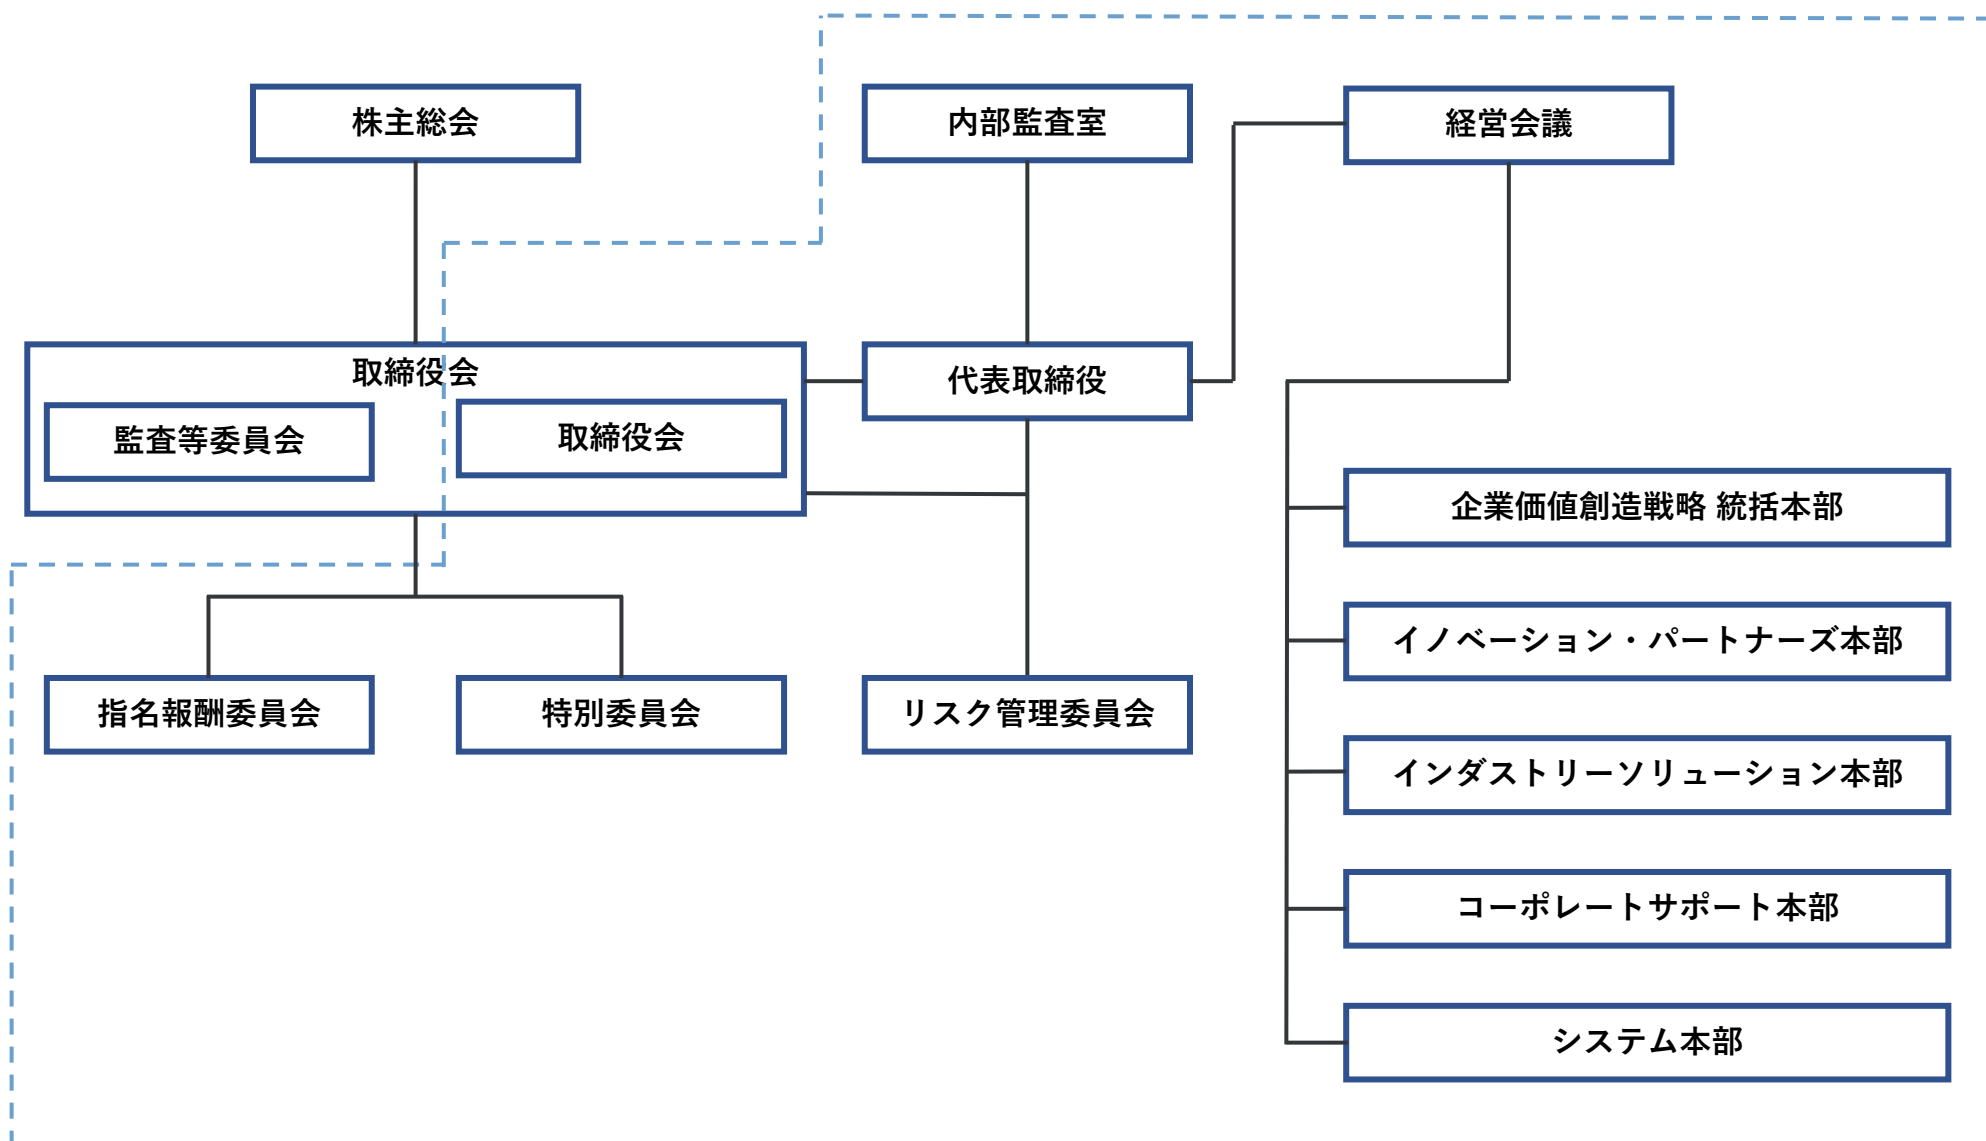 株主総会
内部監査室
経営会議
取締役会
代表取締役
監査等委員会
取締役会
企業価値創造戦略 統括本部
イノベーション・パートナーズ本部
指名報酬委員会
特別委員会
リスク管理委員会
インダストリーソリューション本部
コーポレートサポート本部
システム本部